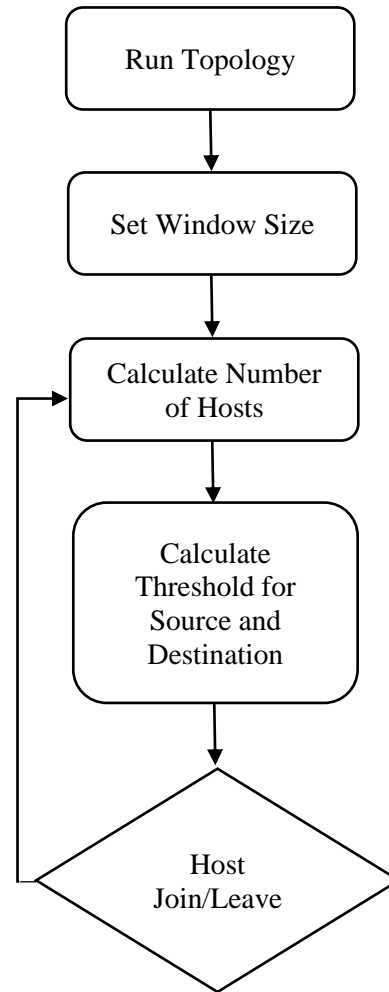 Run Topology
Set Window Size
Calculate Number
of Hosts
Calculate
Threshold for
Source and
Destination
Host
Join/Leave